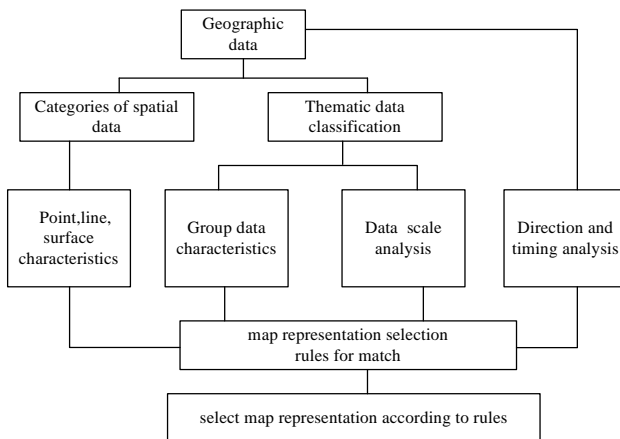 Geographic
data
Categories of spatial
data
Thematic data
classification
Point,line,
surface
characteristics
Group data
characteristics
Data scale
analysis
Direction and
timing analysis
map representation selection
rules for match
select map representation according to rules